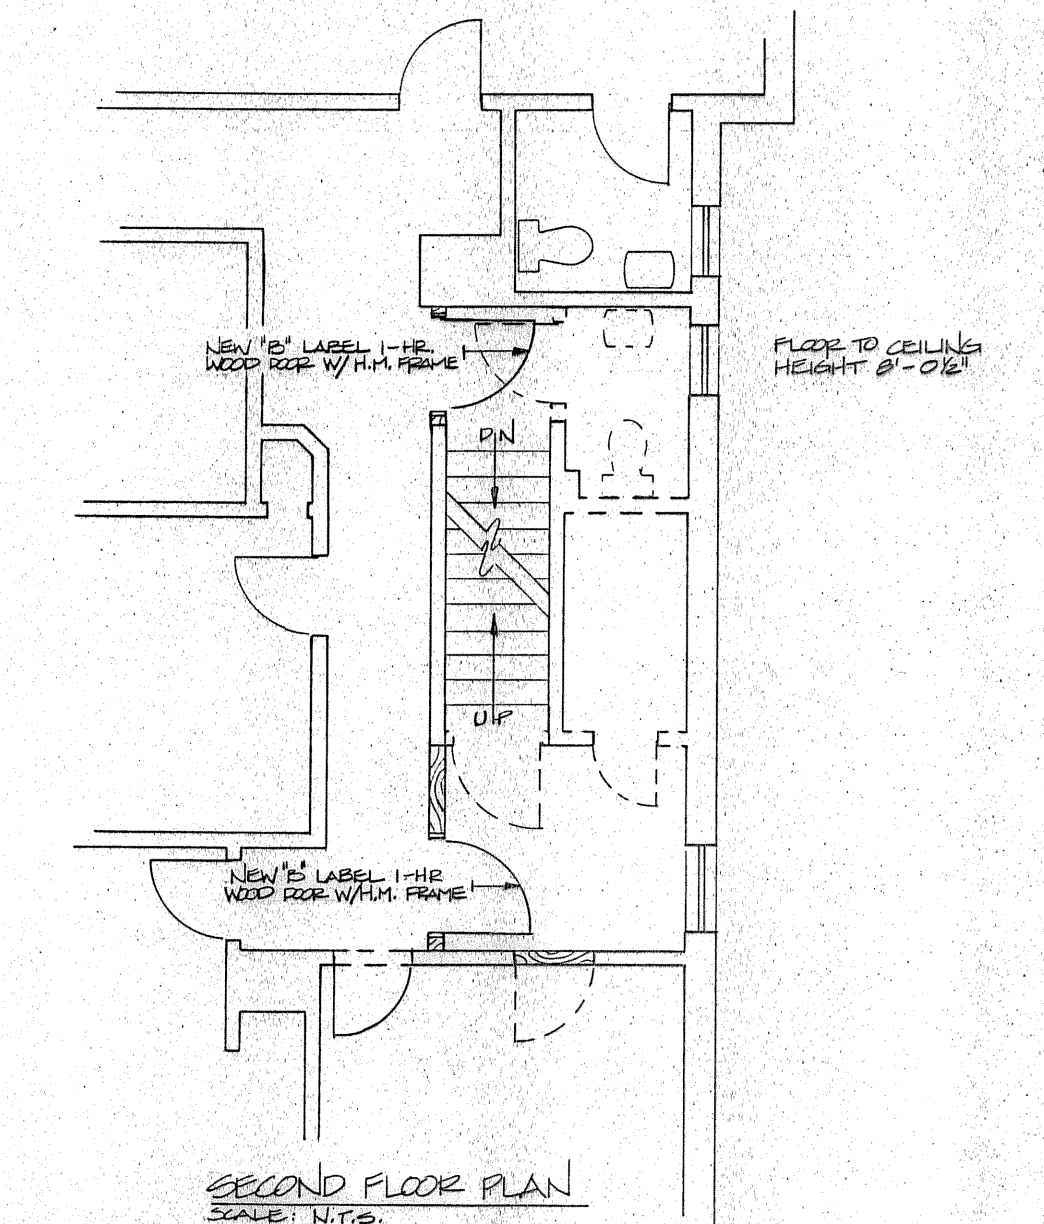 NEW "B" LABEL 1-HR.
WOOD DOOR W/ H.M. FRAME
FLOOR TO CEILING
HEIGHT 8'-0½"
DN
UP
NEW "B" LABEL 1-HR
WOOD DOOR W/H.M. FRAME
SECOND FLOOR PLAN
SCALE: N.T.S.